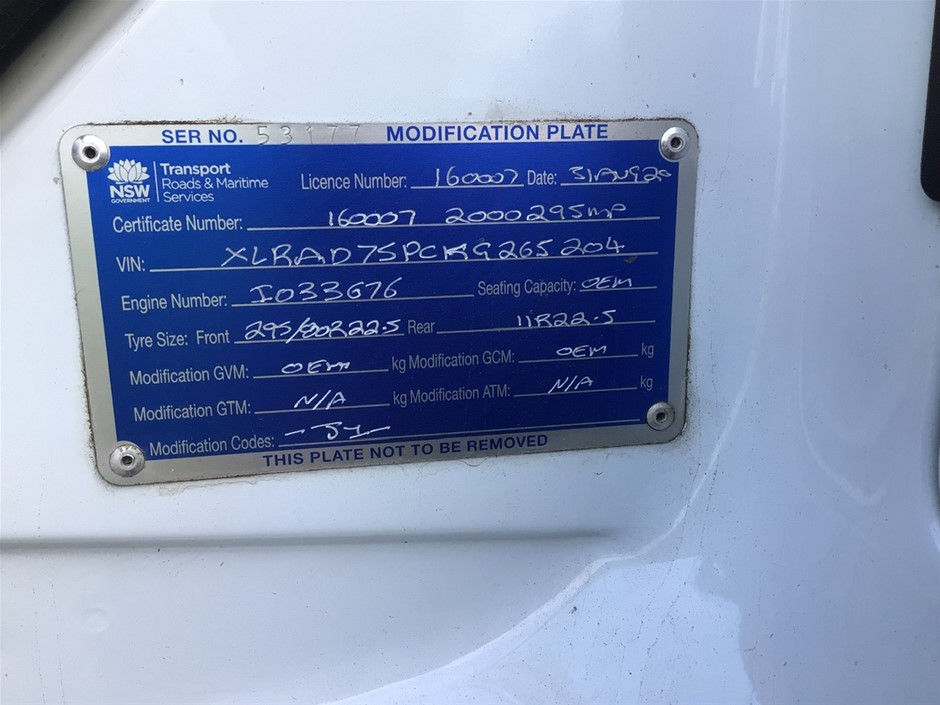 SER NO. 53177 MODIFICATION PLATE
NSW GOVERNMENT
Transport
Roads & Maritime
Services
Licence Number: 160007 Date: 31AUG20
Certificate Number: 160007 2000295MP
VIN: XLRAD75PCKG265204
Engine Number: I033G76 Seating Capacity: OEM
Tyre Size: Front 295/80R22.5 Rear 11R22.5
Modification GVM: OEM kg Modification GCM: OEM kg
Modification GTM: N/A kg Modification ATM: N/A kg
Modification Codes: - J1 -
THIS PLATE NOT TO BE REMOVED